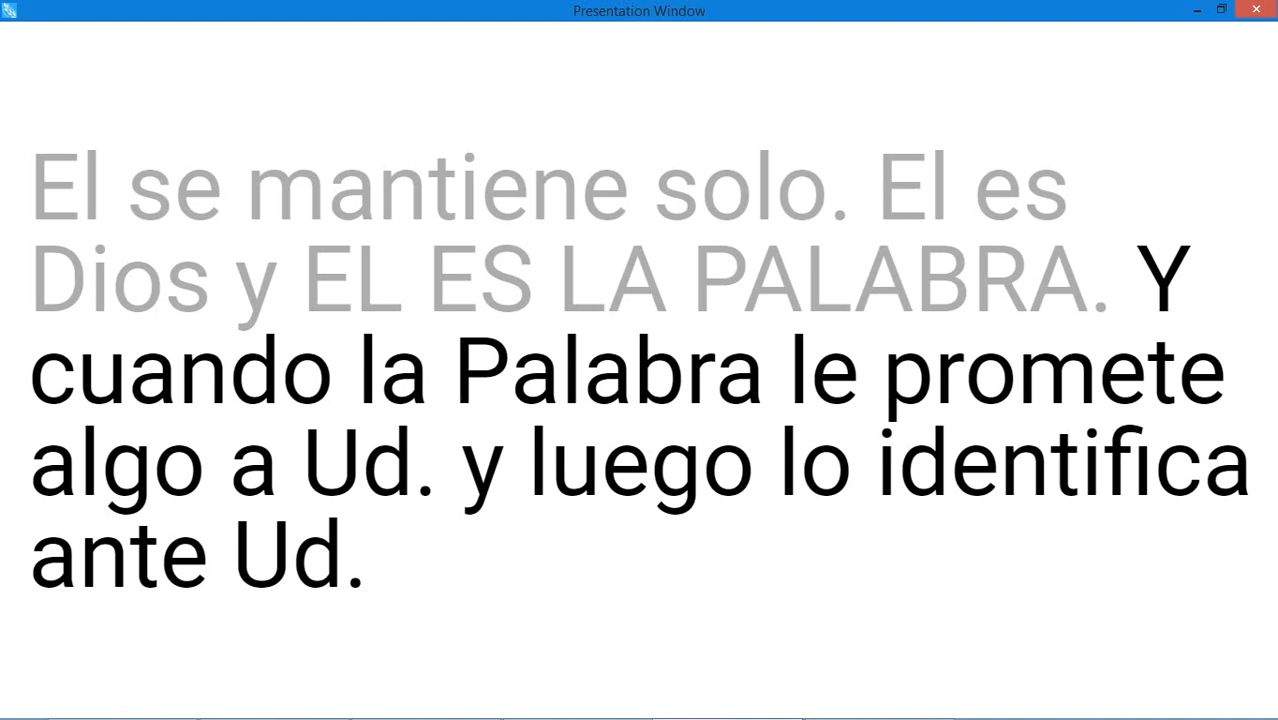 Presentation Window
El se mantiene solo. El es
Dios y EL ES LA PALABRA. Y
cuando la Palabra le promete
algo a Ud. y luego lo identifica
ante Ud.